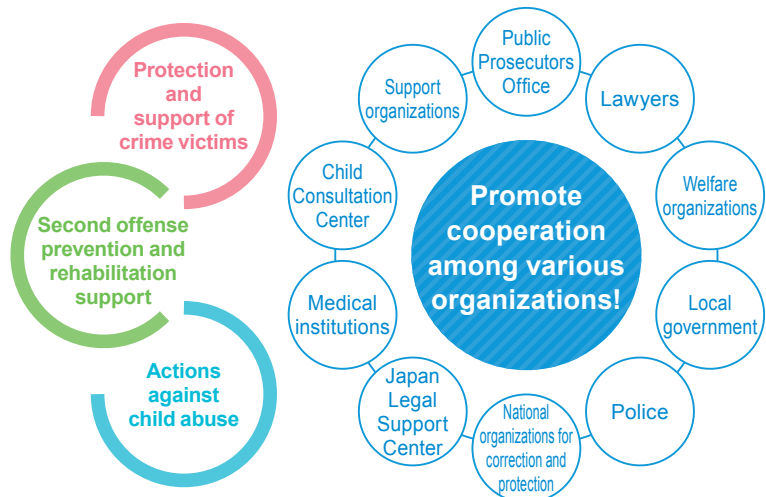 Protection
and
support of
crime victims
Second offense
prevention and
rehabilitation
support
Actions
against
child abuse
Promote
cooperation
among various
organizations!
Public
Prosecutors
Office
Lawyers
Welfare
organizations
Local
government
Police
National
organizations for
correction and
protection
Japan
Legal
Support
Center
Medical
institutions
Child
Consultation
Center
Support
organizations